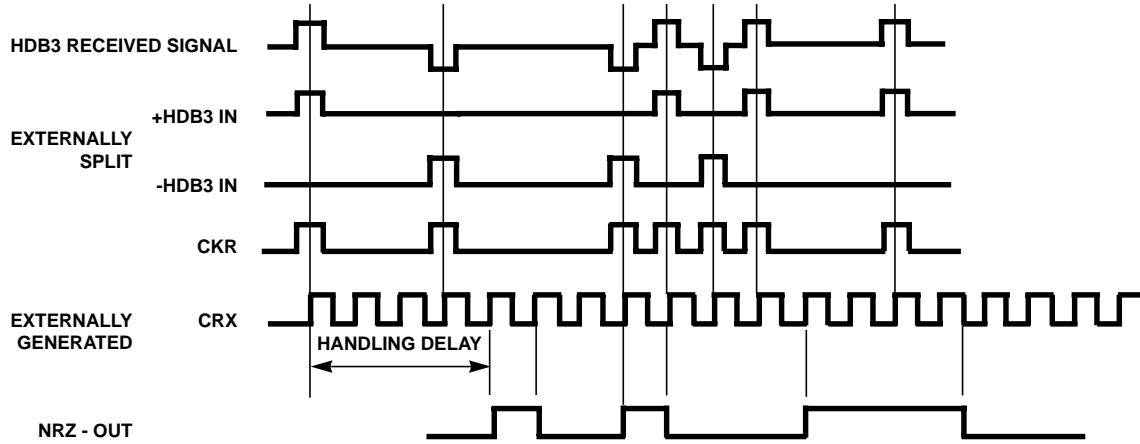 HDB3 RECEIVED SIGNAL
+HDB3 IN
EXTERNALLY
SPLIT
-HDB3 IN
CKR
EXTERNALLY
GENERATED
CRX
HANDLING DELAY
NRZ - OUT